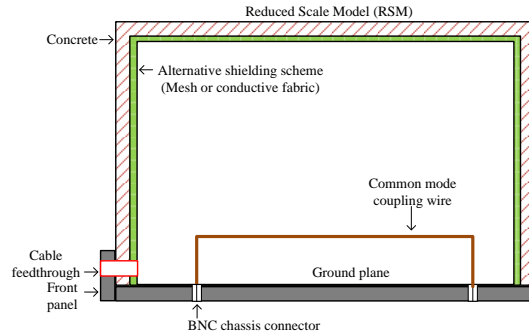 Reduced Scale Model (RSM)
Concrete
Alternative shielding scheme
(Mesh or conductive fabric)
Common mode
coupling wire
Cable
feedthrough
Ground plane
Front
panel
BNC chassis connector